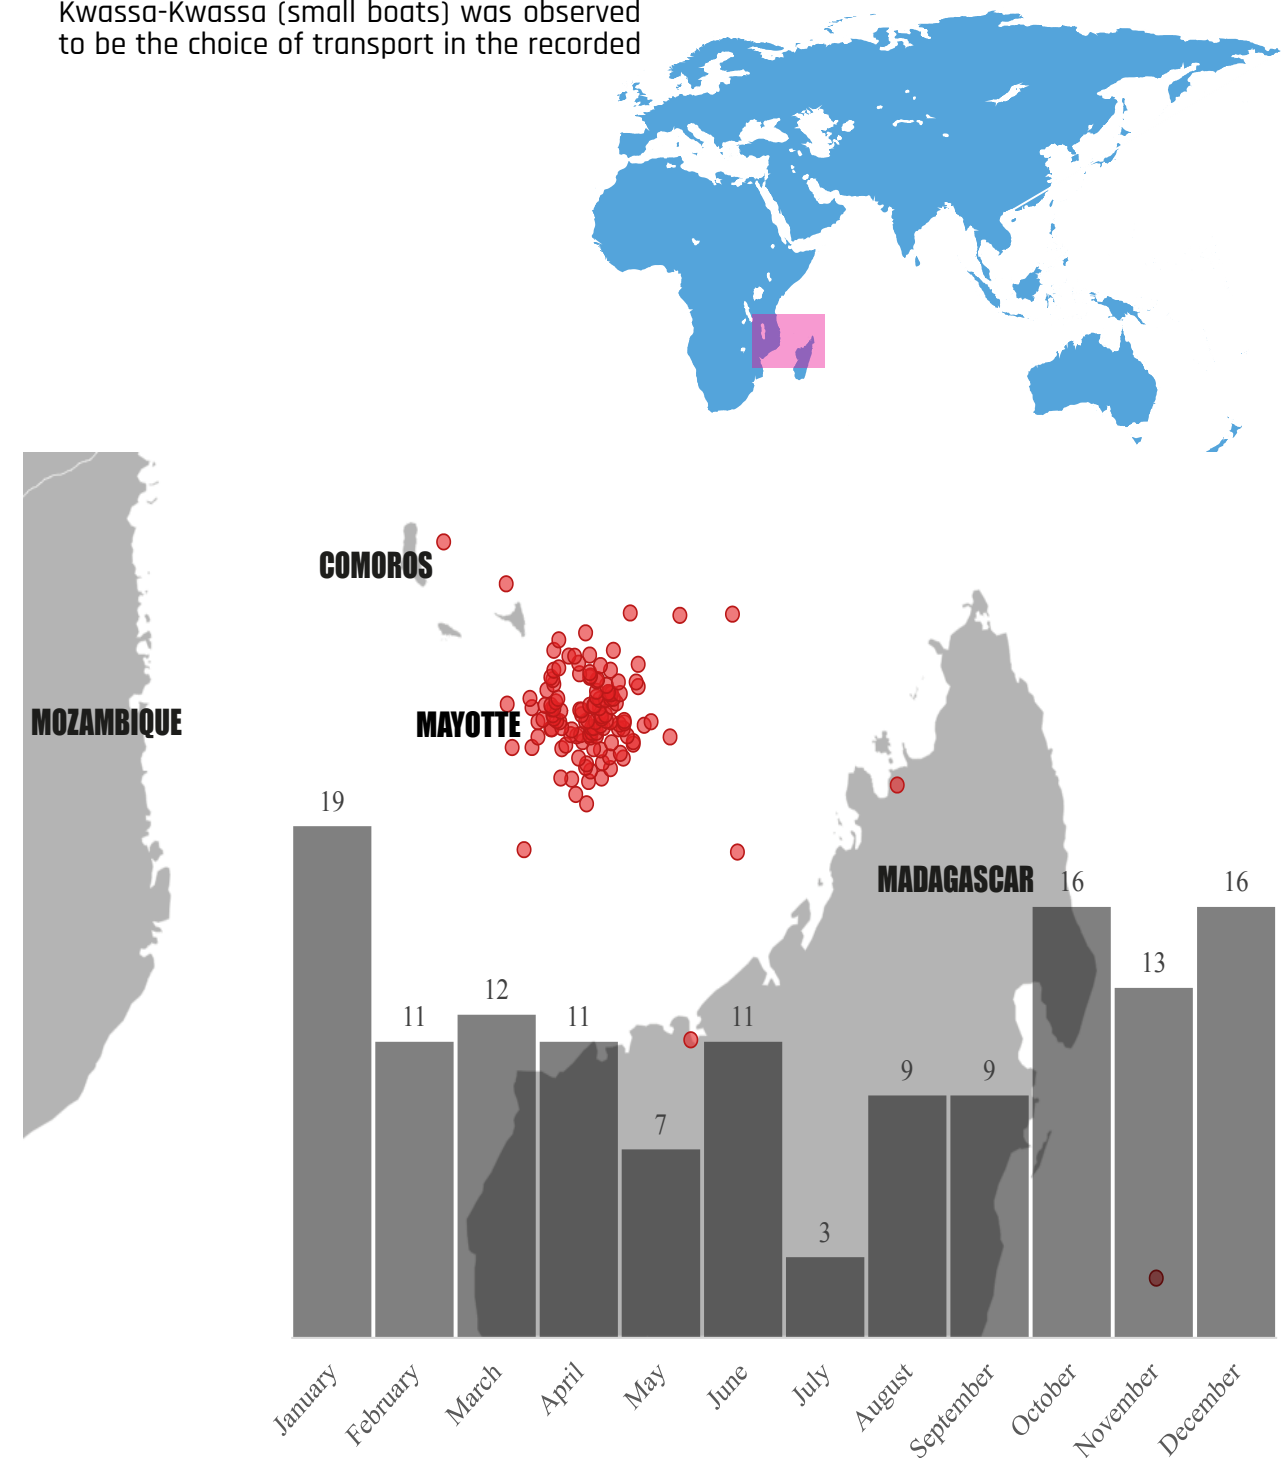 Kwassa-Kwassa (small boats) was observed
to be the choice of transport in the recorded
COMOROS
MOZAMBIQUE
MAYOTTE
MADAGASCAR
19
11
12
11
7
11
3
9
9
16
13
16
January
February
March
April
May
June
July
August
September
October
November
December